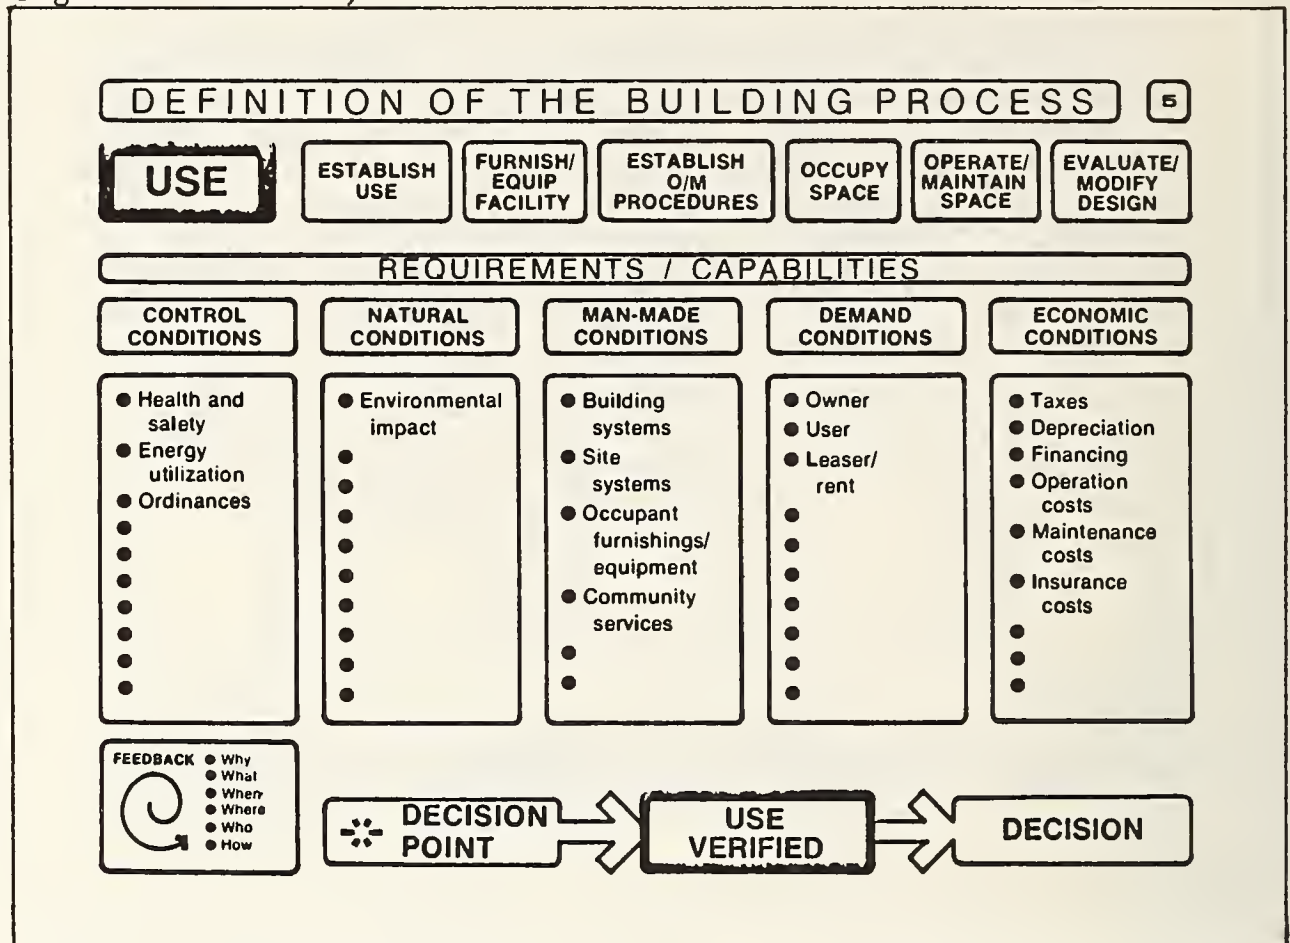 DEFINITION OF THE BUILDING PROCESS 5
USE
ESTABLISH
USE
FURNISH/
EQUIP
FACILITY
ESTABLISH
O/M
PROCEDURES
OCCUPY
SPACE
OPERATE/
MAINTAIN
SPACE
EVALUATE/
MODIFY
DESIGN
REQUIREMENTS / CAPABILITIES
CONTROL
CONDITIONS
NATURAL
CONDITIONS
MAN-MADE
CONDITIONS
DEMAND
CONDITIONS
ECONOMIC
CONDITIONS
● Health and
safety
● Energy
utilization
● Ordinances
● Environmental
impact
● Building
systems
● Site
systems
● Occupant
furnishings/
equipment
● Community
services
● Owner
● User
● Leaser/
rent
● Taxes
● Depreciation
● Financing
● Operation
costs
● Maintenance
costs
● Insurance
costs
FEEDBACK
● Why
● What
● When
● Where
● Who
● How
DECISION
POINT
USE
VERIFIED
DECISION